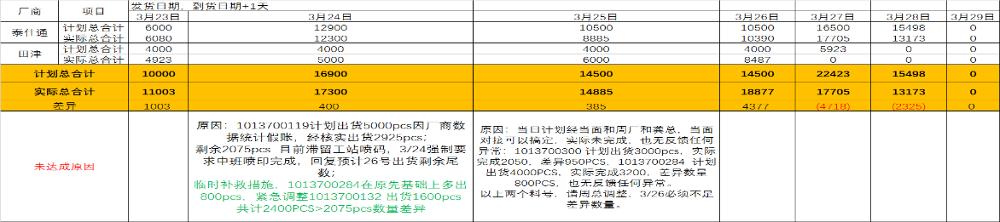 厂商 项目 发货日期，到货日期+1天
3月23日 3月24日 3月25日 3月26日 3月27日 3月28日 3月29日
泰仕通 计划总合计 6000 12900 10500 10500 16500 15498 0
实际总合计 6080 12300 8885 10390 17705 13173 0
田津 计划总合计 4000 4000 4000 4000 5923 0 0
实际总合计 4923 5000 6000 8487 0 0 0
计划总合计 10000 16900 14500 14500 22423 15498 0
实际总合计 11003 17300 14885 18877 17705 13173 0
差异 1003 400 385 4377 (4718) (2325) 0
未达成原因
原因：1013700119计划出货5000pcs因厂商数
据统计假账，经核实出货2925pcs;
剩余2075pcs 目前滞留工站喷码，3/24强制要
求中班喷印完成，回复预计26号出货剩余尾
数;
临时补救措施，1013700284在原先基础上多出
800pcs，紧急调整1013700132 出货1600pcs
共计2400PCS>2075pcs数量差异
原因：当日计划经当面和周厂和龚总，当面
对接可以搞定，实际未完成，也无反馈任何
异常：1013700300 计划出货3000pcs，实际
完成2050，差异950PCS，1013700284 计划
出货4000PCS，实际完成3200，差异数量
800PCS，也无反馈任何异常。
以上两个料号，请周总调整，3/26必须不足
差异数量。